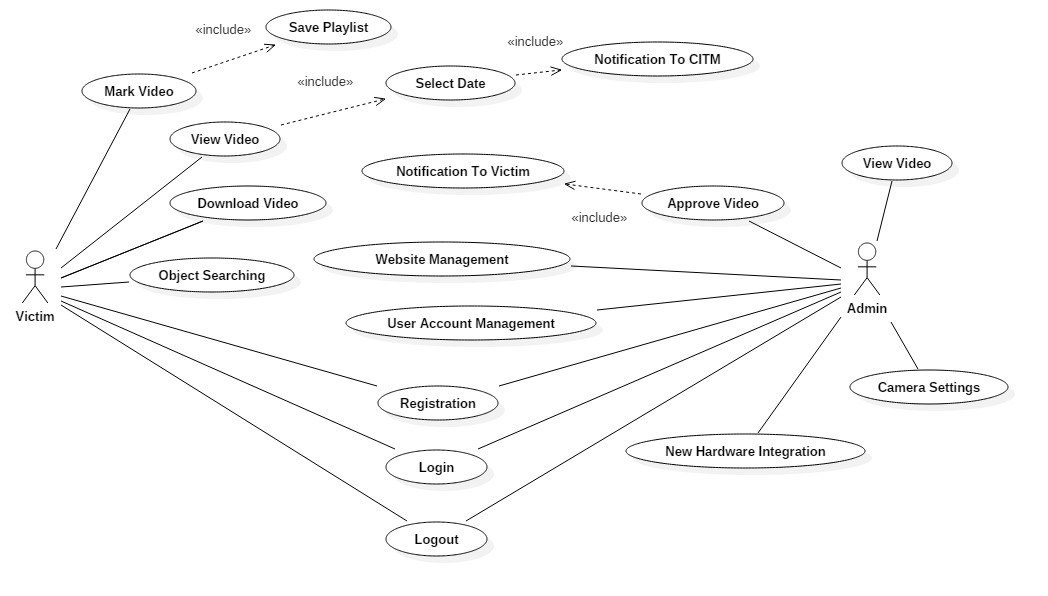 «include»
Save Playlist
«include»
Notification To CITM
Mark Video
«include»
Select Date
View Video
Notification To Victim
View Video
Download Video
«include»
Approve Video
Website Management
Object Searching
Victim
Admin
User Account Management
Camera Settings
Registration
New Hardware Integration
Login
Logout